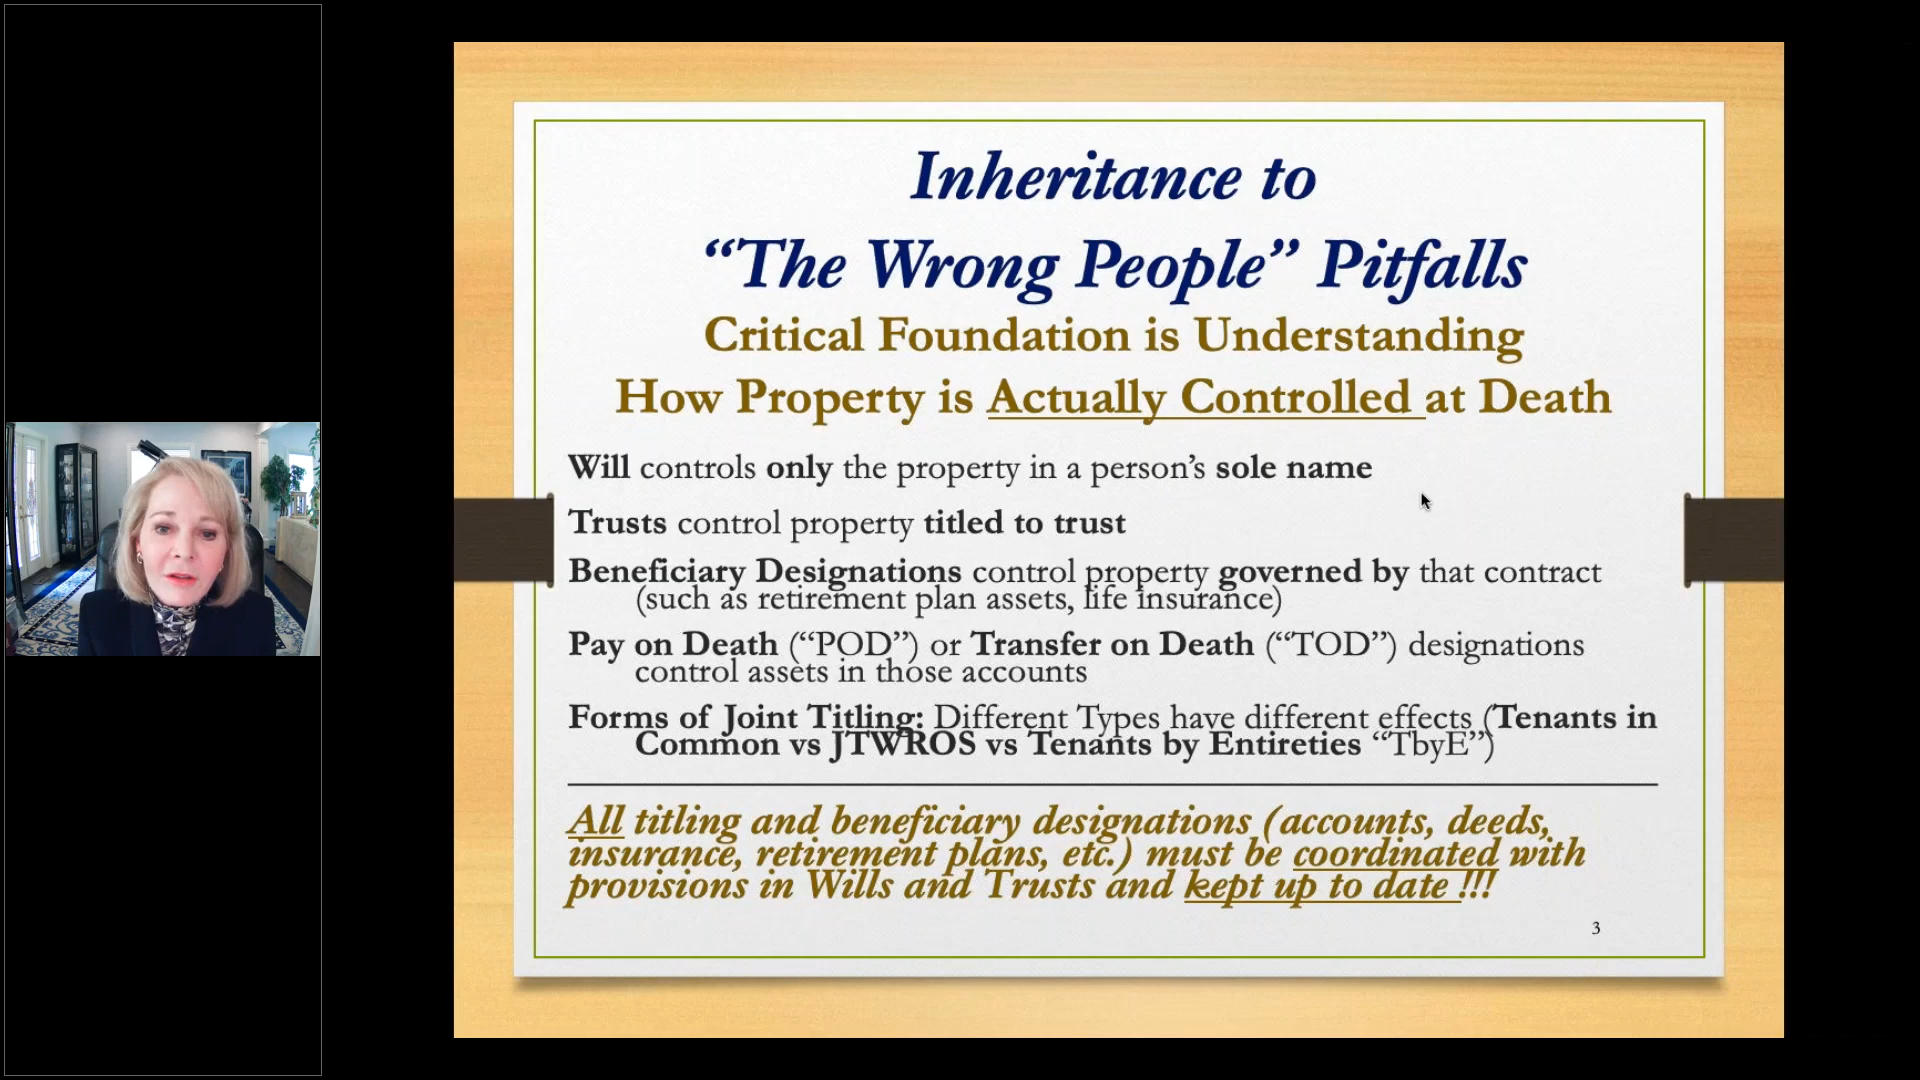 Inheritance to
“The Wrong People” Pitfalls
Critical Foundation is Understanding
How Property is Actually Controlled at Death
Will controls only the property in a person’s sole name
Trusts control property titled to trust
Beneficiary Designations control property governed by that contract
(such as retirement plan assets, life insurance)
Pay on Death (“POD”) or Transfer on Death (“TOD”) designations
control assets in those accounts
Forms of Joint Titling: Different Types have different effects (Tenants in
Common vs JTWROS vs Tenants by Entireties “TbyE”)
All titling and beneficiary designations (accounts, deeds,
insurance, retirement plans, etc.) must be coordinated with
provisions in Wills and Trusts and kept up to date !!!
3